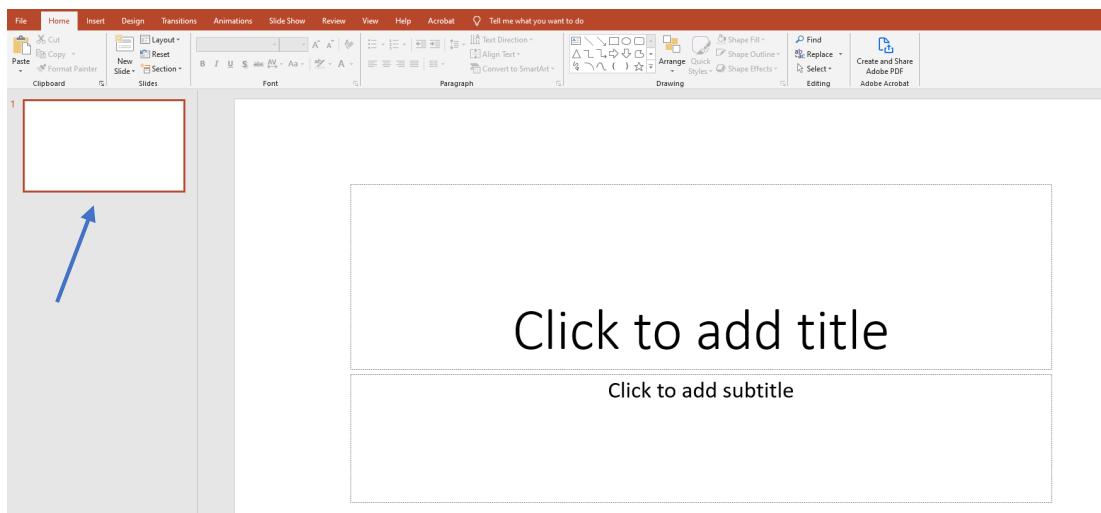 File Home Insert Design Transitions Animations Slide Show Review View Help Acrobat Tell me what you want to do
Cut Layout Text Direction Shape Fill Find
Copy Reset Align Text Shape Outline Replace
Paste Format Painter New Slide Section B I U S abc AV Aa A Convert to SmartArt Arrange Quick Styles Shape Effects Select Create and Share Adobe PDF
Clipboard Slides Font Paragraph Drawing Editing Adobe Acrobat
1
Click to add title
Click to add subtitle